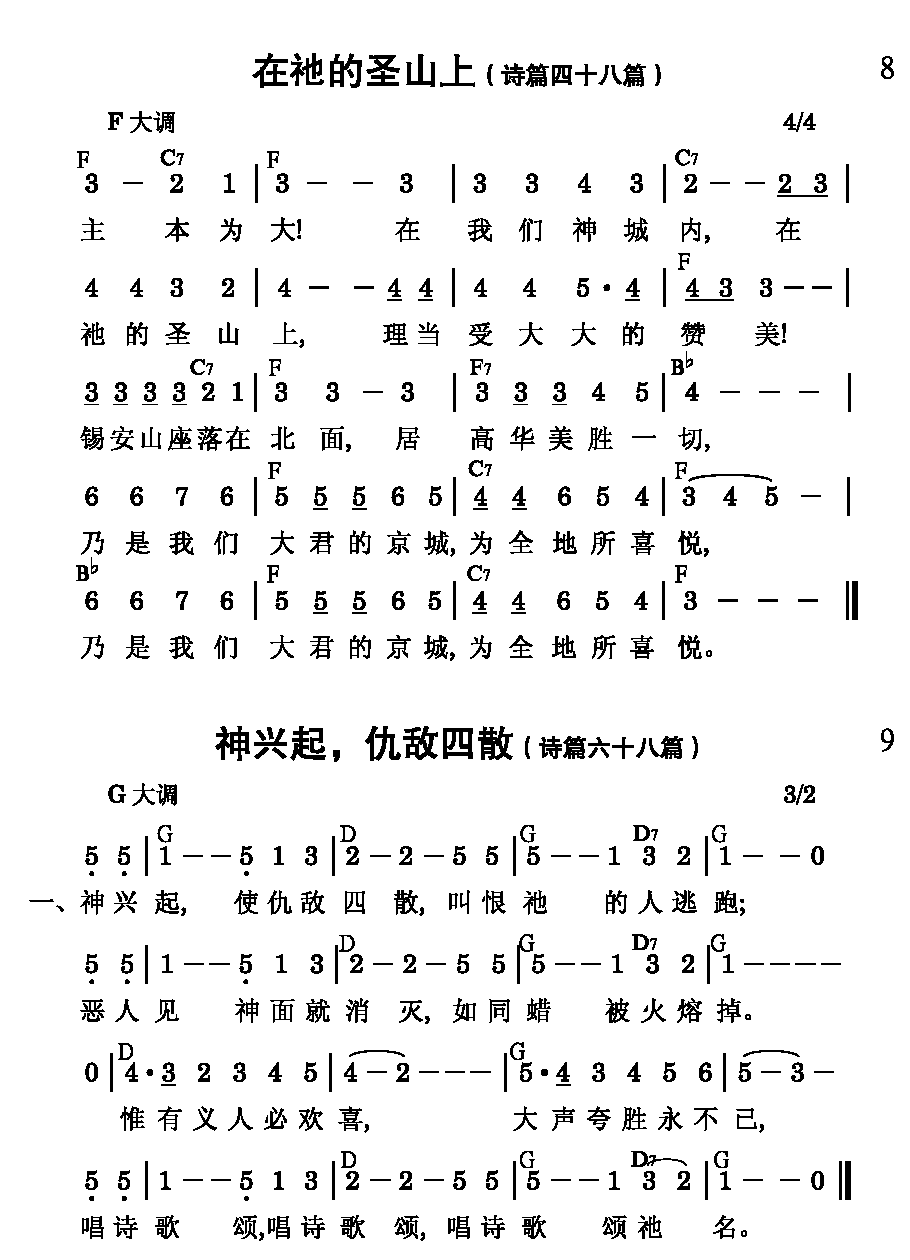 在祂的圣山上（诗篇四十八篇） 8
F 大调 4/4
F C7 F C7
3 － 2 1 | 3 － － 3 | 3 3 4 3 | 2 － － 2 3 |
主 本 为 大! 在 我 们 神 城 内, 在
F
4 4 3 2 | 4 － － 4 4 | 4 4 5 · 4 | 4 3 3 － － |
祂 的 圣 山 上, 理 当 受 大 大 的 赞 美!
C7 F F7 B♭
3 3 3 3 2 1 | 3 3 － 3 | 3 3 3 4 5 | 4 － － － |
锡 安 山 座 落 在 北 面, 居 高 华 美 胜 一 切,
F C7 F
6 6 7 6 | 5 5 5 6 5 | 4 4 6 5 4 | 3 4 5 － |
乃 是 我 们 大 君 的 京 城, 为 全 地 所 喜 悦,
B♭ F C7 F
6 6 7 6 | 5 5 5 6 5 | 4 4 6 5 4 | 3 － － － ||
乃 是 我 们 大 君 的 京 城, 为 全 地 所 喜 悦。
神兴起，仇敌四散（诗篇六十八篇） 9
G 大调 3/2
G D G D7 G
5 5 | 1 － － 5 1 3 | 2 － 2 － 5 5 | 5 － － 1 3 2 | 1 － － 0
一、神 兴 起, 使 仇 敌 四 散, 叫 恨 祂 的 人 逃 跑;
D G D7 G
5 5 | 1 － － 5 1 3 | 2 － 2 － 5 5 | 5 － － 1 3 2 | 1 － － － －
恶 人 见 神 面 就 消 灭, 如 同 蜡 被 火 熔 掉。
D G
0 | 4 · 3 2 3 4 5 | 4 － 2 － － － | 5 · 4 3 4 5 6 | 5 － 3 －
惟 有 义 人 必 欢 喜, 大 声 夸 胜 永 不 已,
D G D7 G
5 5 | 1 － － 5 1 3 | 2 － 2 － 5 5 | 5 － － 1 3 2 | 1 － － 0 ||
唱 诗 歌 颂, 唱 诗 歌 颂, 唱 诗 歌 颂 祂 名。